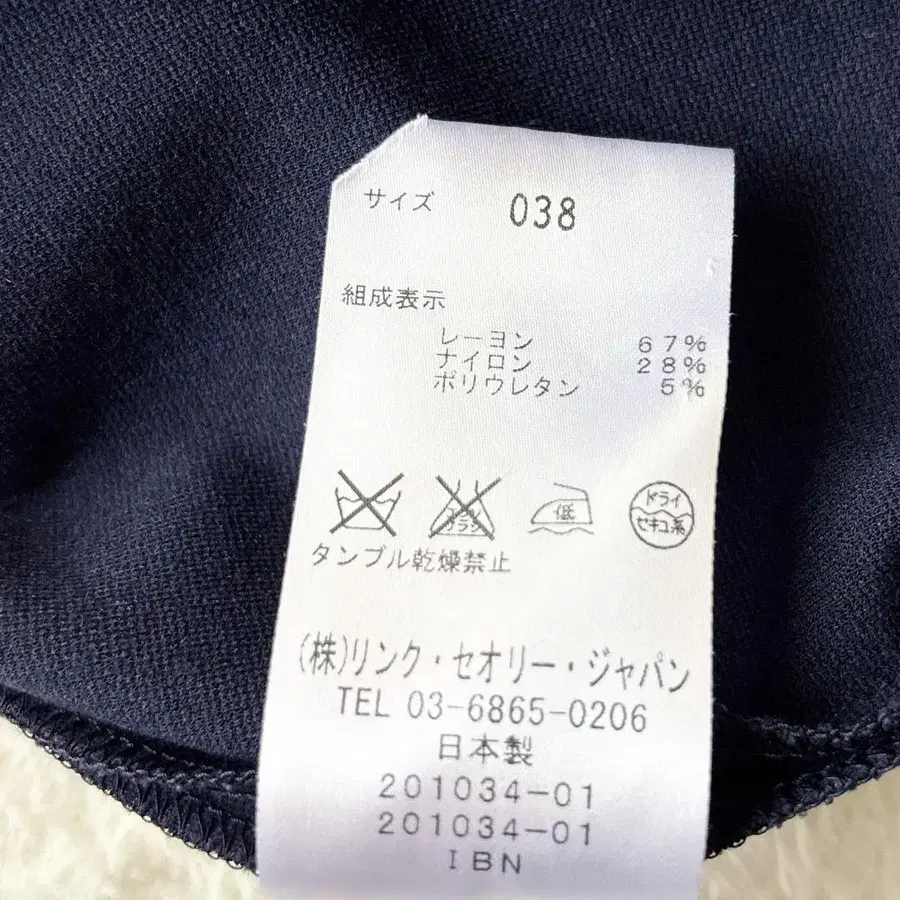 サイズ 038
組成表示
レーヨン 67%
ナイロン 28%
ポリウレタン 5%
低 ドライ
セキユ系
タンブル乾燥禁止
(株)リンク・セオリー・ジャパン
TEL 03-6865-0206
日本製
201034-01
201034-01
IBN